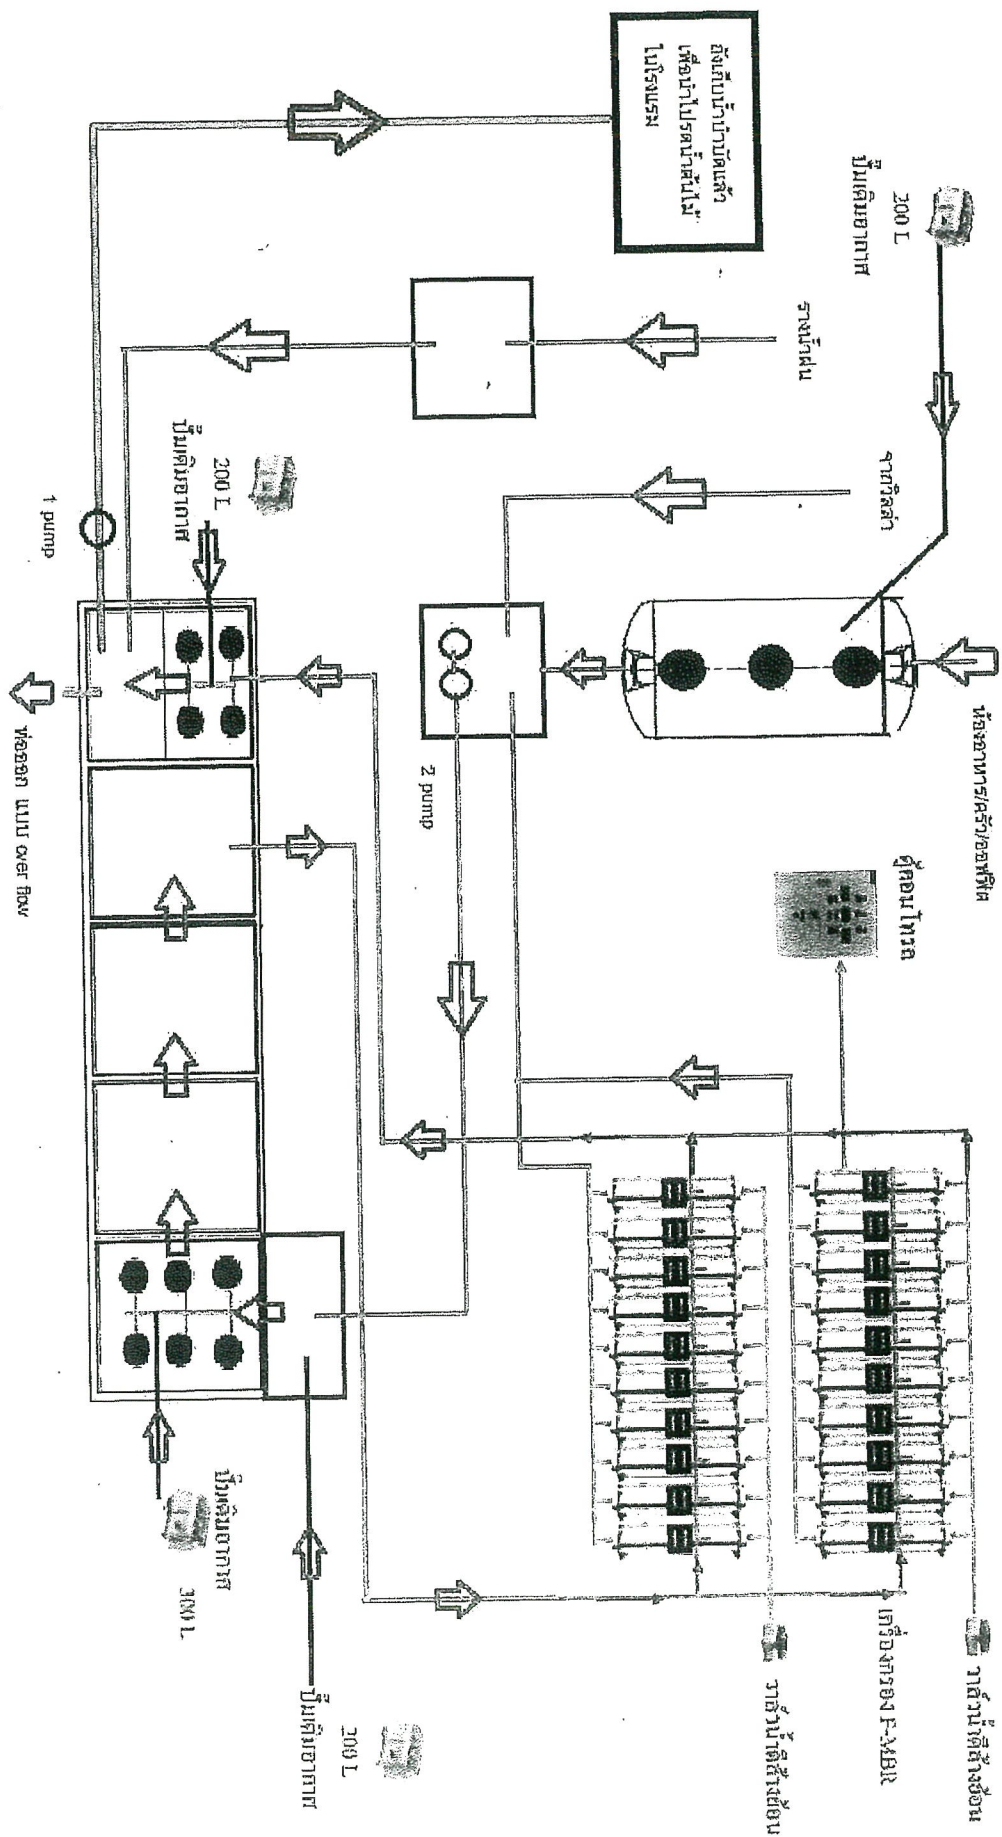 ห้องอาหาร/ครัว/ออฟฟิศ
ตู้คอนโทรล
วาล์วน้ำดีล้างย้อน
เครื่องกรอง F-MBR
วาล์วน้ำดีล้างย้อน
200 L
ปั๊มเติมอากาศ
จากวิลล่า
รางน้ำฝน
ถังเก็บน้ำบำบัดแล้ว
เพื่อนำไปรดน้ำต้นไม้
ในโรงแรม
2 pump
200 L
ปั๊มเติมอากาศ
1 pump
ท่อออก แบบ over flow
ปั๊มเติมอากาศ
300 L
200 L
ปั๊มเติมอากาศ